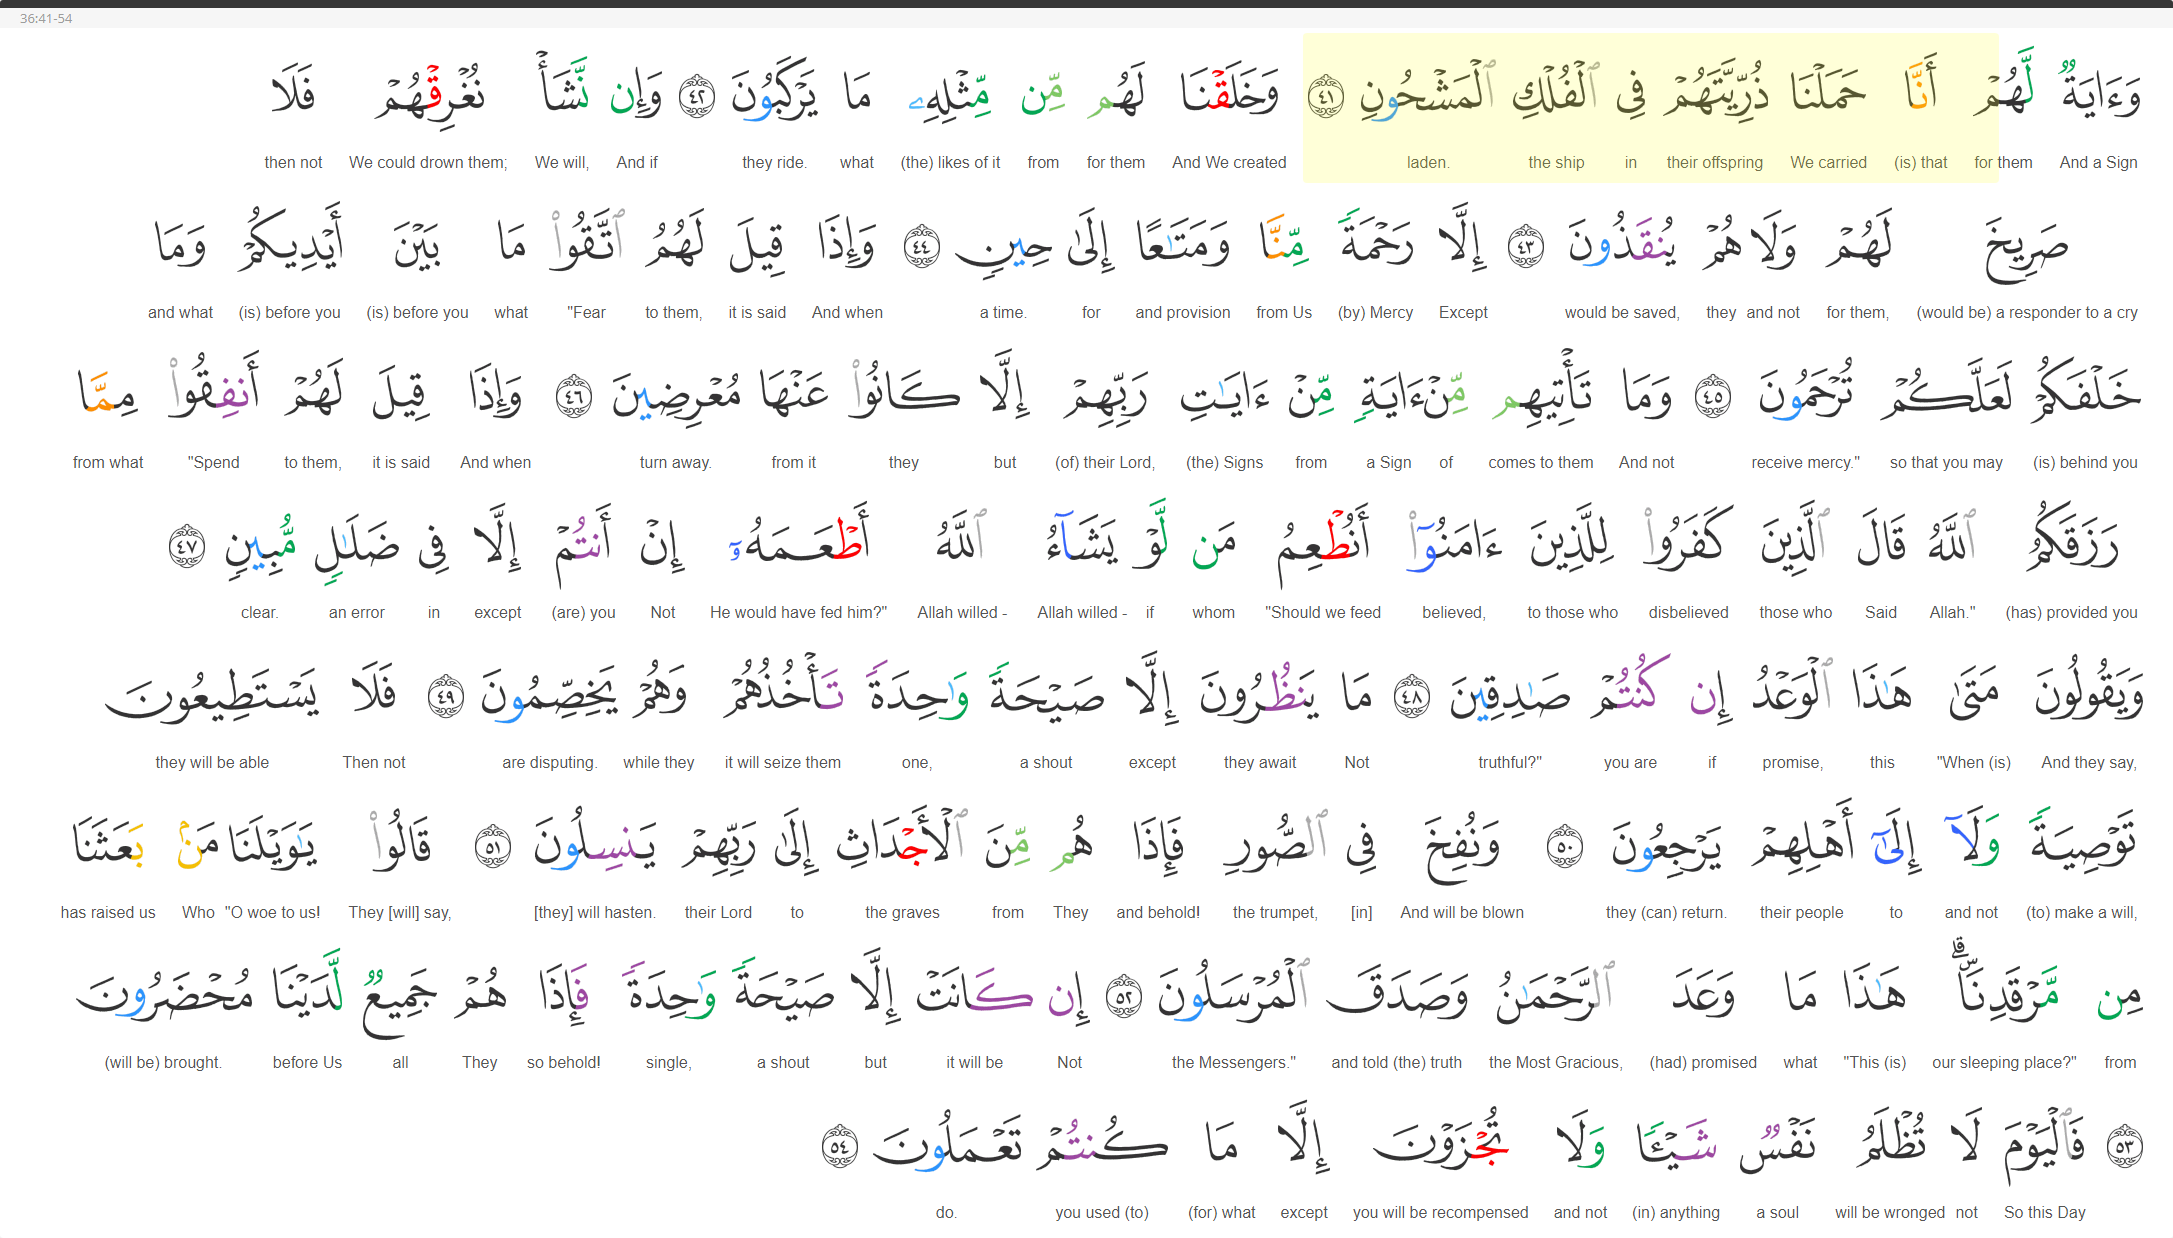 36:41-54
وَءَايَةٌ لَّهُمْ أَنَّا حَمَلْنَا ذُرِّيَّتَهُمْ فِى ٱلْفُلْكِ ٱلْمَشْحُونِ ٤١ وَخَلَقْنَا لَهُم مِّن مِّثْلِهِۦ مَا يَرْكَبُونَ ٤٢ وَإِن نَّشَأْ نُغْرِقْهُمْ فَلَا
And a Sign for them (is) that We carried their offspring in the ship laden. And We created for them from (the) likes of it what they ride. And if We will, We could drown them; then not
صَرِيخَ لَهُمْ وَلَا هُمْ يُنقَذُونَ ٤٣ إِلَّا رَحْمَةً مِّنَّا وَمَتَـٰعًا إِلَىٰ حِينٍ ٤٤ وَإِذَا قِيلَ لَهُمُ ٱتَّقُوا۟ مَا بَيْنَ أَيْدِيكُمْ وَمَا
(would be) a responder to a cry for them, and not they would be saved, Except (by) Mercy from Us and provision for a time. And when it is said to them, "Fear what (is) before you (is) before you and what
خَلْفَكُمْ لَعَلَّكُمْ تُرْحَمُونَ ٤٥ وَمَا تَأْتِيهِم مِّنْ ءَايَةٍ مِّنْ ءَايَـٰتِ رَبِّهِمْ إِلَّا كَانُوا۟ عَنْهَا مُعْرِضِينَ ٤٦ وَإِذَا قِيلَ لَهُمْ أَنفِقُوا۟ مِمَّا
(is) behind you so that you may receive mercy." And not comes to them of a Sign from (the) Signs (of) their Lord, but they from it turn away. And when it is said to them, "Spend from what
رَزَقَكُمُ ٱللَّهُ قَالَ ٱلَّذِينَ كَفَرُوا۟ لِلَّذِينَ ءَامَنُوٓا۟ أَنُطْعِمُ مَن لَّوْ يَشَآءُ ٱللَّهُ أَطْعَمَهُۥٓ إِنْ أَنتُمْ إِلَّا فِى ضَلَـٰلٍ مُّبِينٍ ٤٧
(has) provided you Allah." Said those who disbelieved to those who believed, "Should we feed whom if Allah willed - Allah willed - He would have fed him?" Not (are) you except in an error clear.
وَيَقُولُونَ مَتَىٰ هَـٰذَا ٱلْوَعْدُ إِن كُنتُمْ صَـٰدِقِينَ ٤٨ مَا يَنظُرُونَ إِلَّا صَيْحَةً وَٰحِدَةً تَأْخُذُهُمْ وَهُمْ يَخِصِّمُونَ ٤٩ فَلَا يَسْتَطِيعُونَ
And they say, "When (is) this promise, if you are truthful?" Not they await except a shout one, it will seize them while they are disputing. Then not they will be able
تَوْصِيَةً وَلَآ إِلَىٰٓ أَهْلِهِمْ يَرْجِعُونَ ٥٠ وَنُفِخَ فِى ٱلصُّورِ فَإِذَا هُم مِّنَ ٱلْأَجْدَاثِ إِلَىٰ رَبِّهِمْ يَنسِلُونَ ٥١ قَالُوا۟ يَـٰوَيْلَنَا مَنۢ بَعَثَنَا
(to) make a will, and not to their people they (can) return. And will be blown [in] the trumpet, and behold! They from the graves to their Lord [they] will hasten. They [will] say, "O woe to us! Who has raised us
مِن مَّرْقَدِنَا ۗ هَـٰذَا مَا وَعَدَ ٱلرَّحْمَـٰنُ وَصَدَقَ ٱلْمُرْسَلُونَ ٥٢ إِن كَانَتْ إِلَّا صَيْحَةً وَٰحِدَةً فَإِذَا هُمْ جَمِيعٌ لَّدَيْنَا مُحْضَرُونَ
from our sleeping place?" "This (is) what (had) promised the Most Gracious, and told (the) truth the Messengers." Not it will be but a shout single, so behold! They all before Us (will be) brought.
٥٣ فَٱلْيَوْمَ لَا تُظْلَمُ نَفْسٌ شَيْـًٔا وَلَا تُجْزَوْنَ إِلَّا مَا كُنتُمْ تَعْمَلُونَ ٥٤
So this Day not will be wronged a soul (in) anything and not you will be recompensed except (for) what you used (to) do.